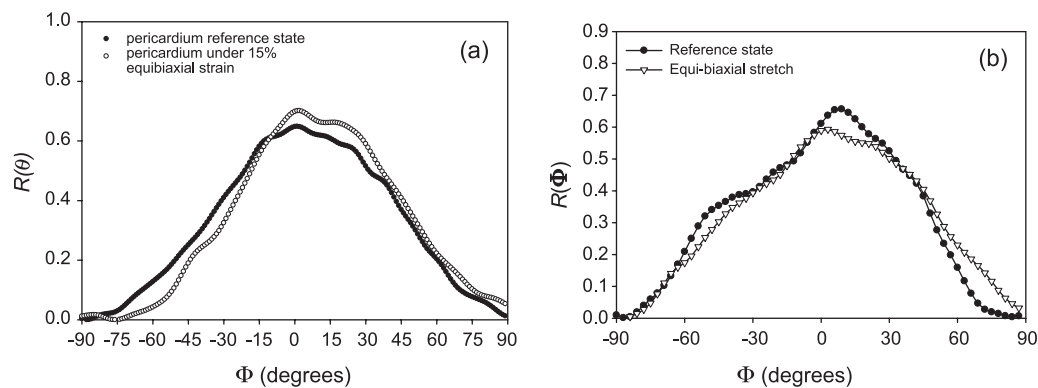 (a)
pericardium reference state
pericardium under 15%
equibiaxial strain
R(θ)
1.0
0.8
0.6
0.4
0.2
0.0
-90 -75 -60 -45 -30 -15 0 15 30 45 60 75 90
Φ (degrees)
(b)
Reference state
Equi-biaxial stretch
R(Φ)
0.9
0.8
0.7
0.6
0.5
0.4
0.3
0.2
0.1
0.0
-90 -60 -30 0 30 60 90
Φ (degrees)